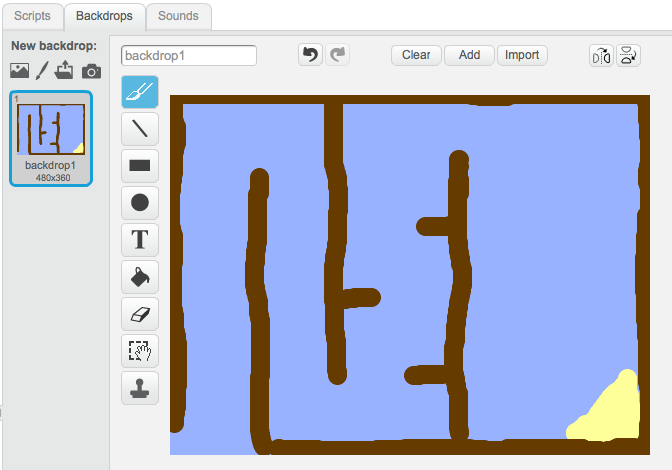 Scripts Backdrops Sounds
New backdrop:
backdrop1
Clear Add Import
1
backdrop1
480x360
T